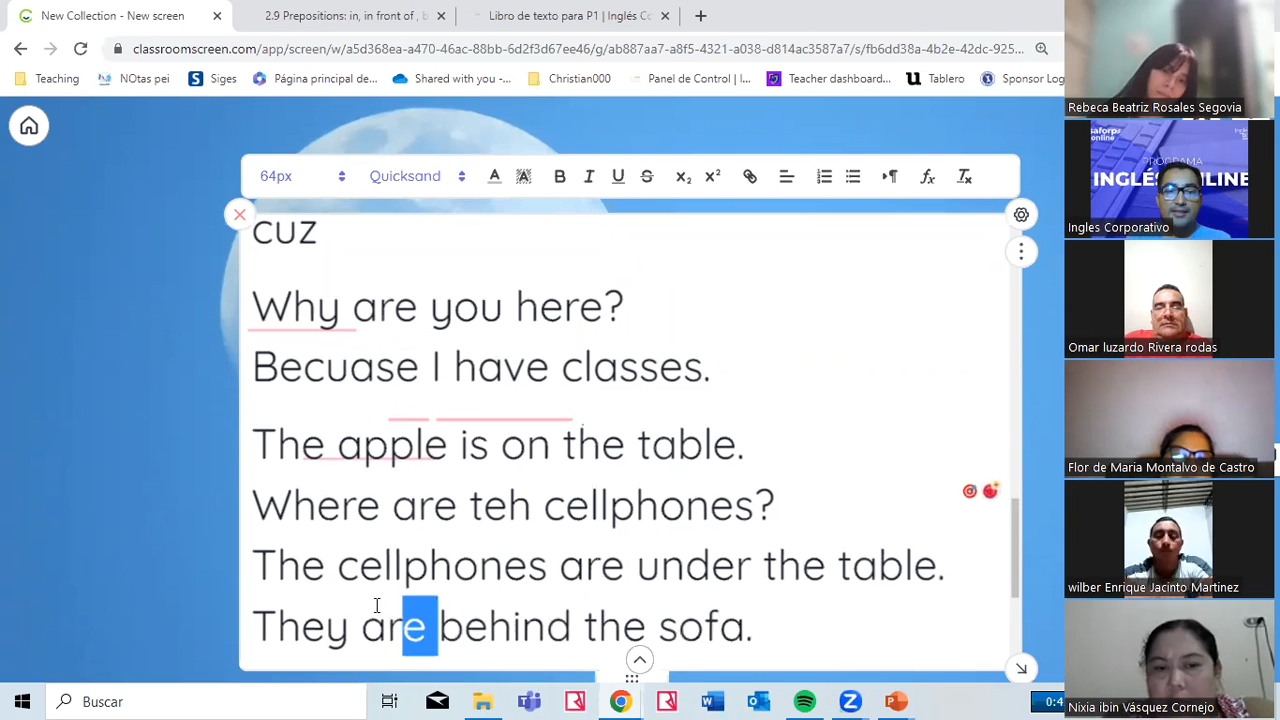 New Collection - New screen
2.9 Prepositions: in, in front of , b
Libro de texto para P1 | Inglés Co
classroomscreen.com/app/screen/w/a5d368ea-a470-46ac-83bb-6d2f3d67ee46/g/ab887aa7-a8f5-4321-a038-d814ac3587a7/s/fb6dd38a-4b2e-42dc-925...
Teaching
NOtas pei
Siges
Página principal de...
Shared with you -...
Christian000
Panel de Control | I...
Teacher dashboard...
Tablero
Sponsor Log
64px
Quicksand
cuz
Why are you here?
Becuase I have classes.
The apple is on the table.
Where are teh cellphones?
The cellphones are under the table.
They are behind the sofa.
Rebeca Beatriz Rosales Segovia
PROGRAMA
INGLÉS ONLINE
Ingles Corporativo
Omar luzardo Rivera rodas
Flor de Maria Montalvo de Castro
wilber Enrique Jacinto Martinez
Nixia ibin Vásquez Cornejo
Buscar
0:4